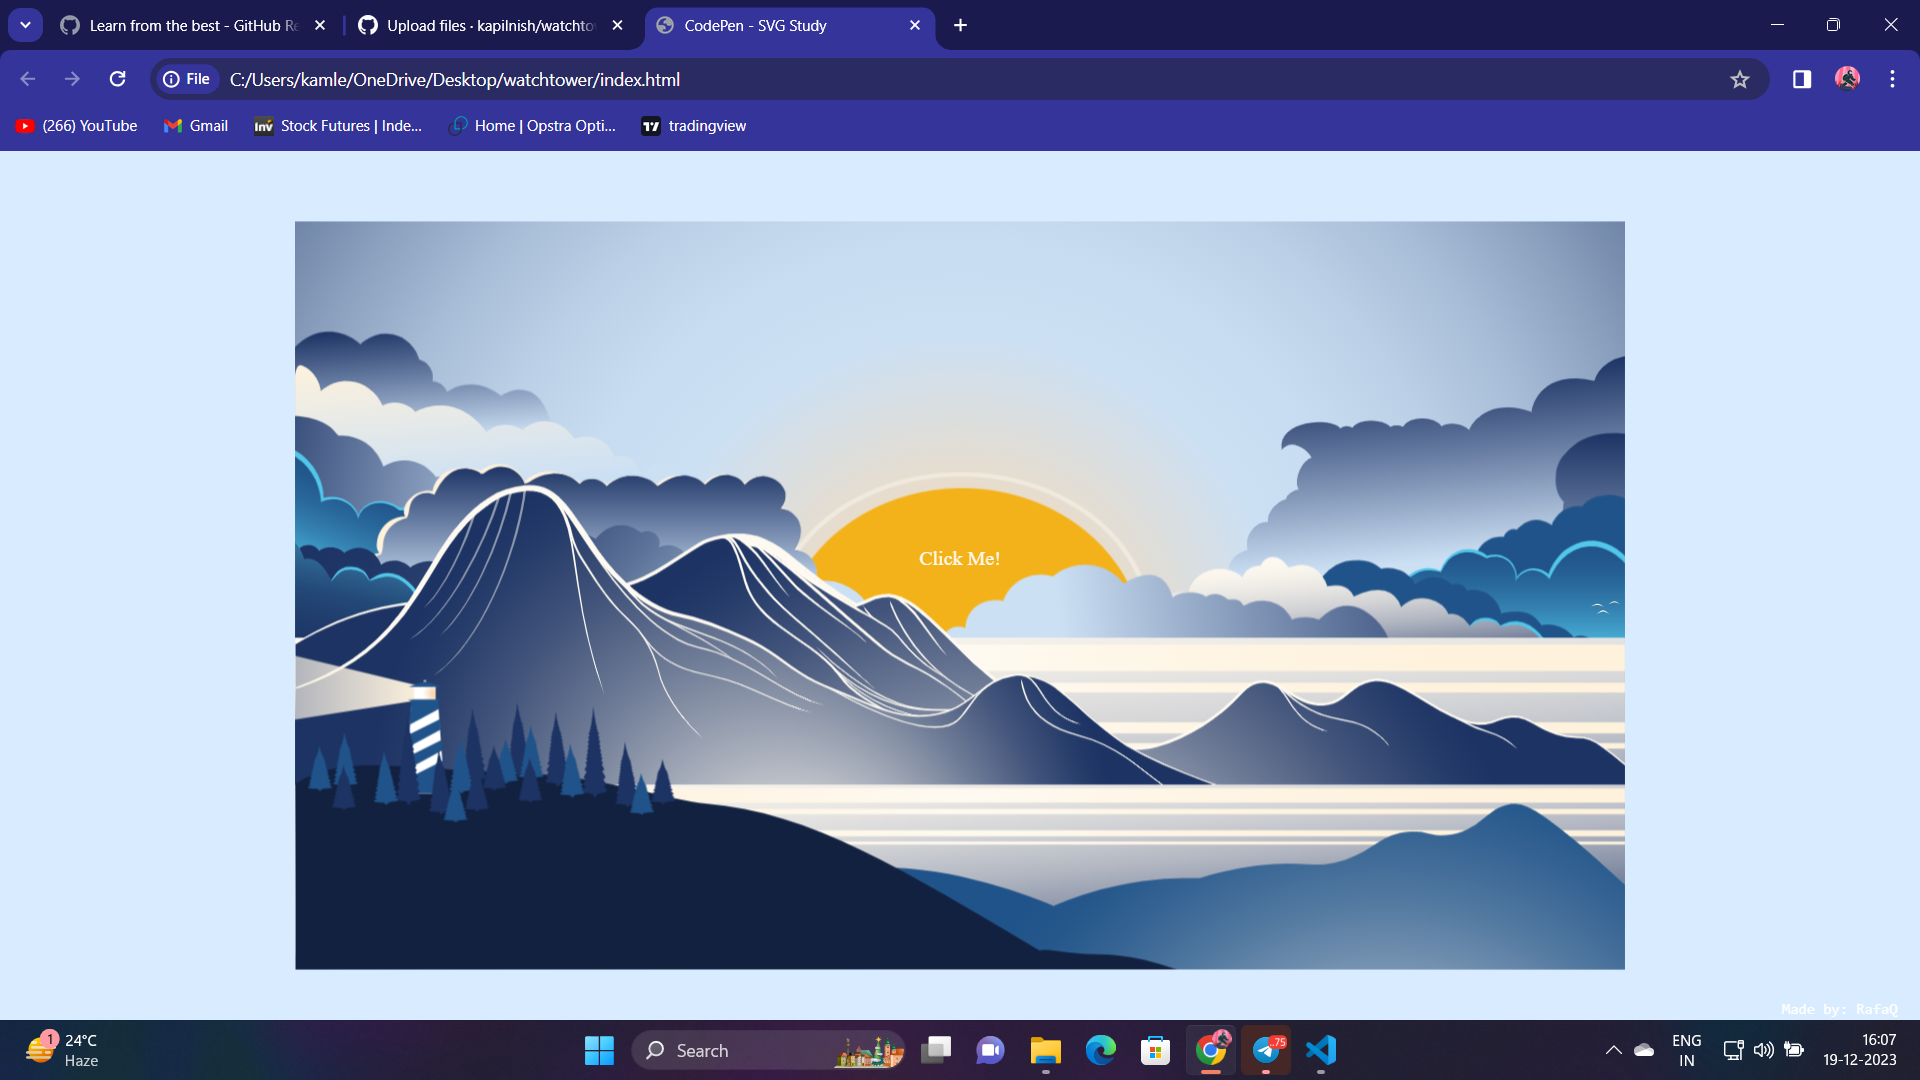 Learn from the best - GitHub Re
Upload files · kapilnish/watchtow
CodePen - SVG Study
File
C:/Users/kamle/OneDrive/Desktop/watchtower/index.html
(266) YouTube
Gmail
Inv
Stock Futures | Inde...
Home | Opstra Opti...
tradingview
Click Me!
Made by: RafaQ
1
24°C
Haze
Search
..75
ENG
IN
16:07
19-12-2023